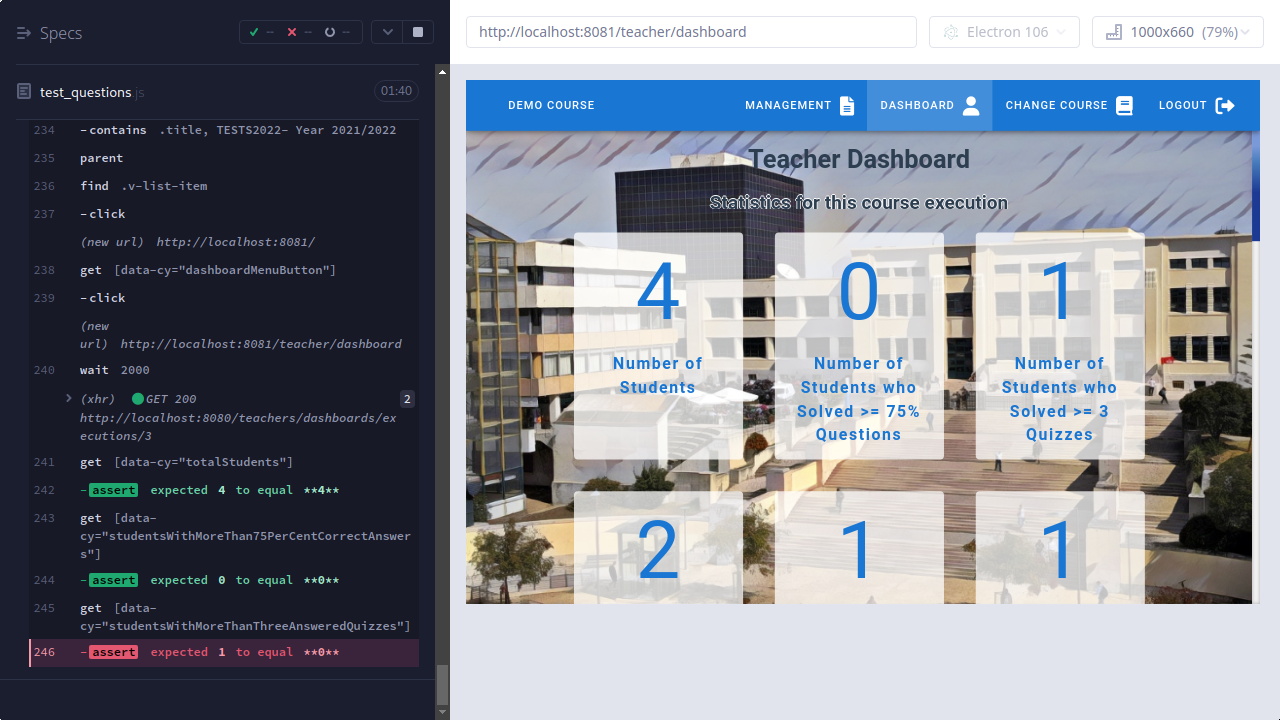 Specs
--
--
--
test_questions js
01:40
234 -contains .title, TESTS2022- Year 2021/2022
235 parent
236 find .v-list-item
237 -click
(new url) http://localhost:8081/
238 get [data-cy="dashboardMenuButton"]
239 -click
(new
url) http://localhost:8081/teacher/dashboard
240 wait 2000
(xhr) GET 200 2
http://localhost:8080/teachers/dashboards/ex
ecutions/3
241 get [data-cy="totalStudents"]
242 -assert expected 4 to equal **4**
243 get [data-
cy="studentsWithMoreThan75PerCentCorrectAnswer
s"]
244 -assert expected 0 to equal **0**
245 get [data-
cy="studentsWithMoreThanThreeAnsweredQuizzes"]
246 -assert expected 1 to equal **0**
http://localhost:8081/teacher/dashboard
Electron 106
1000x660 (79%)
DEMO COURSE
MANAGEMENT
DASHBOARD
CHANGE COURSE
LOGOUT
Teacher Dashboard
Statistics for this course execution
4
Number of
Students
0
Number of
Students who
Solved >= 75%
Questions
1
Number of
Students who
Solved >= 3
Quizzes
2
1
1